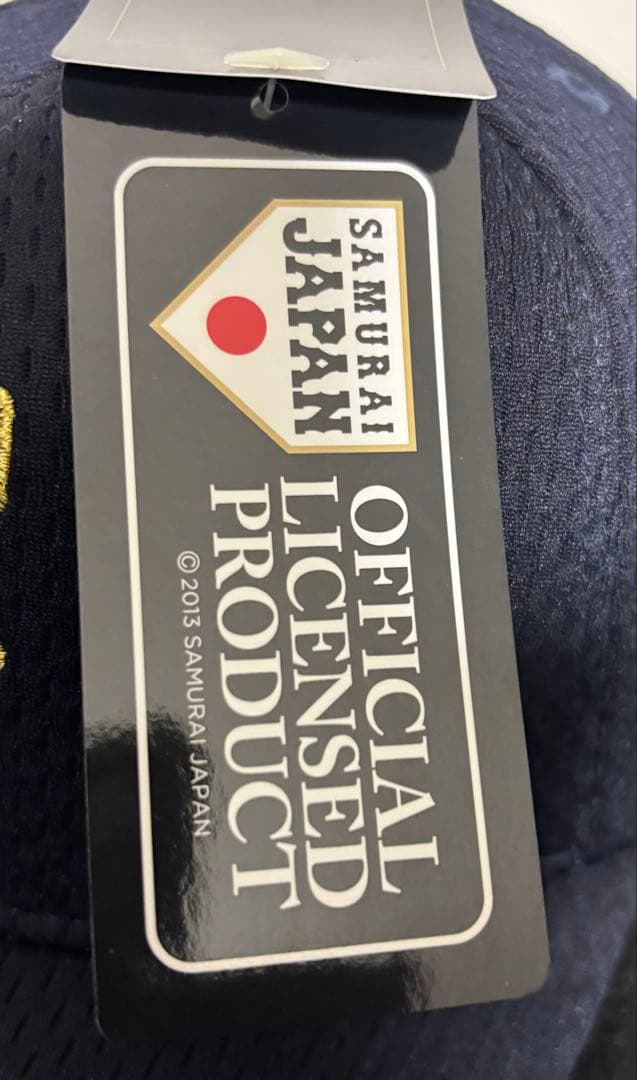 SAMURAI
JAPAN
OFFICIAL
LICENSED
PRODUCT
© 2013 SAMURAI JAPAN